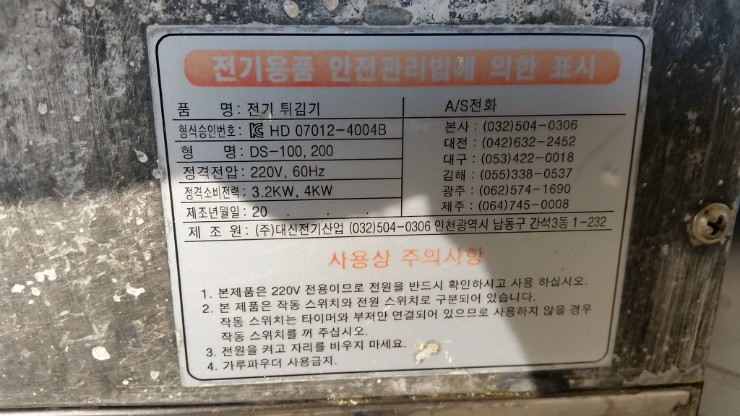 전기용품 안전관리법에 의한 표시
품 명: 전기 튀김기
형식승인번호: HD 07012-4004B
형 명: DS-100, 200
정격전압: 220V, 60Hz
정격소비전력: 3.2KW, 4KW
제조년월일: 20 . . .
A/S전화
본사 : (032)504-0306
대전 : (042)632-2452
대구 : (053)422-0018
김해 : (055)338-0537
광주 : (062)574-1690
제주 : (064)745-0008
제 조 원: (주)대신전기산업 (032)504-0306 인천광역시 남동구 간석3동 1-232
사용상 주의사항
1. 본제품은 220V 전용이므로 전원을 반드시 확인하시고 사용 하십시오.
2. 본 제품은 작동 스위치와 전원 스위치로 구분되어 있습니다.
작동 스위치는 타이머와 부저만 연결되어 있으므로 사용하지 않을 경우
작동 스위치를 꺼 주십시오.
3. 전원을 켜고 자리를 비우지 마세요.
4. 가루파우더 사용금지.